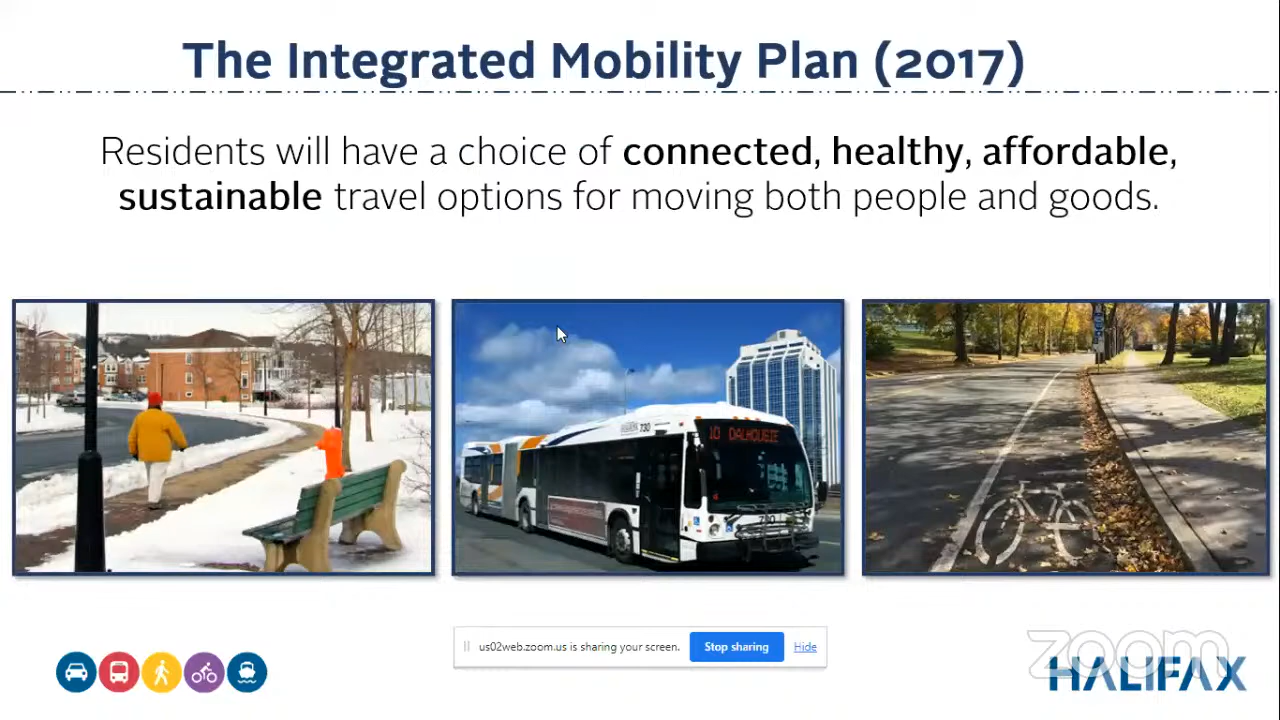 The Integrated Mobility Plan (2017)
Residents will have a choice of connected, healthy, affordable,
sustainable travel options for moving both people and goods.
730
10 DALHOUSIE
us02web.zoom.us is sharing your screen.
Stop sharing
Hide
zoom
HALIFAX